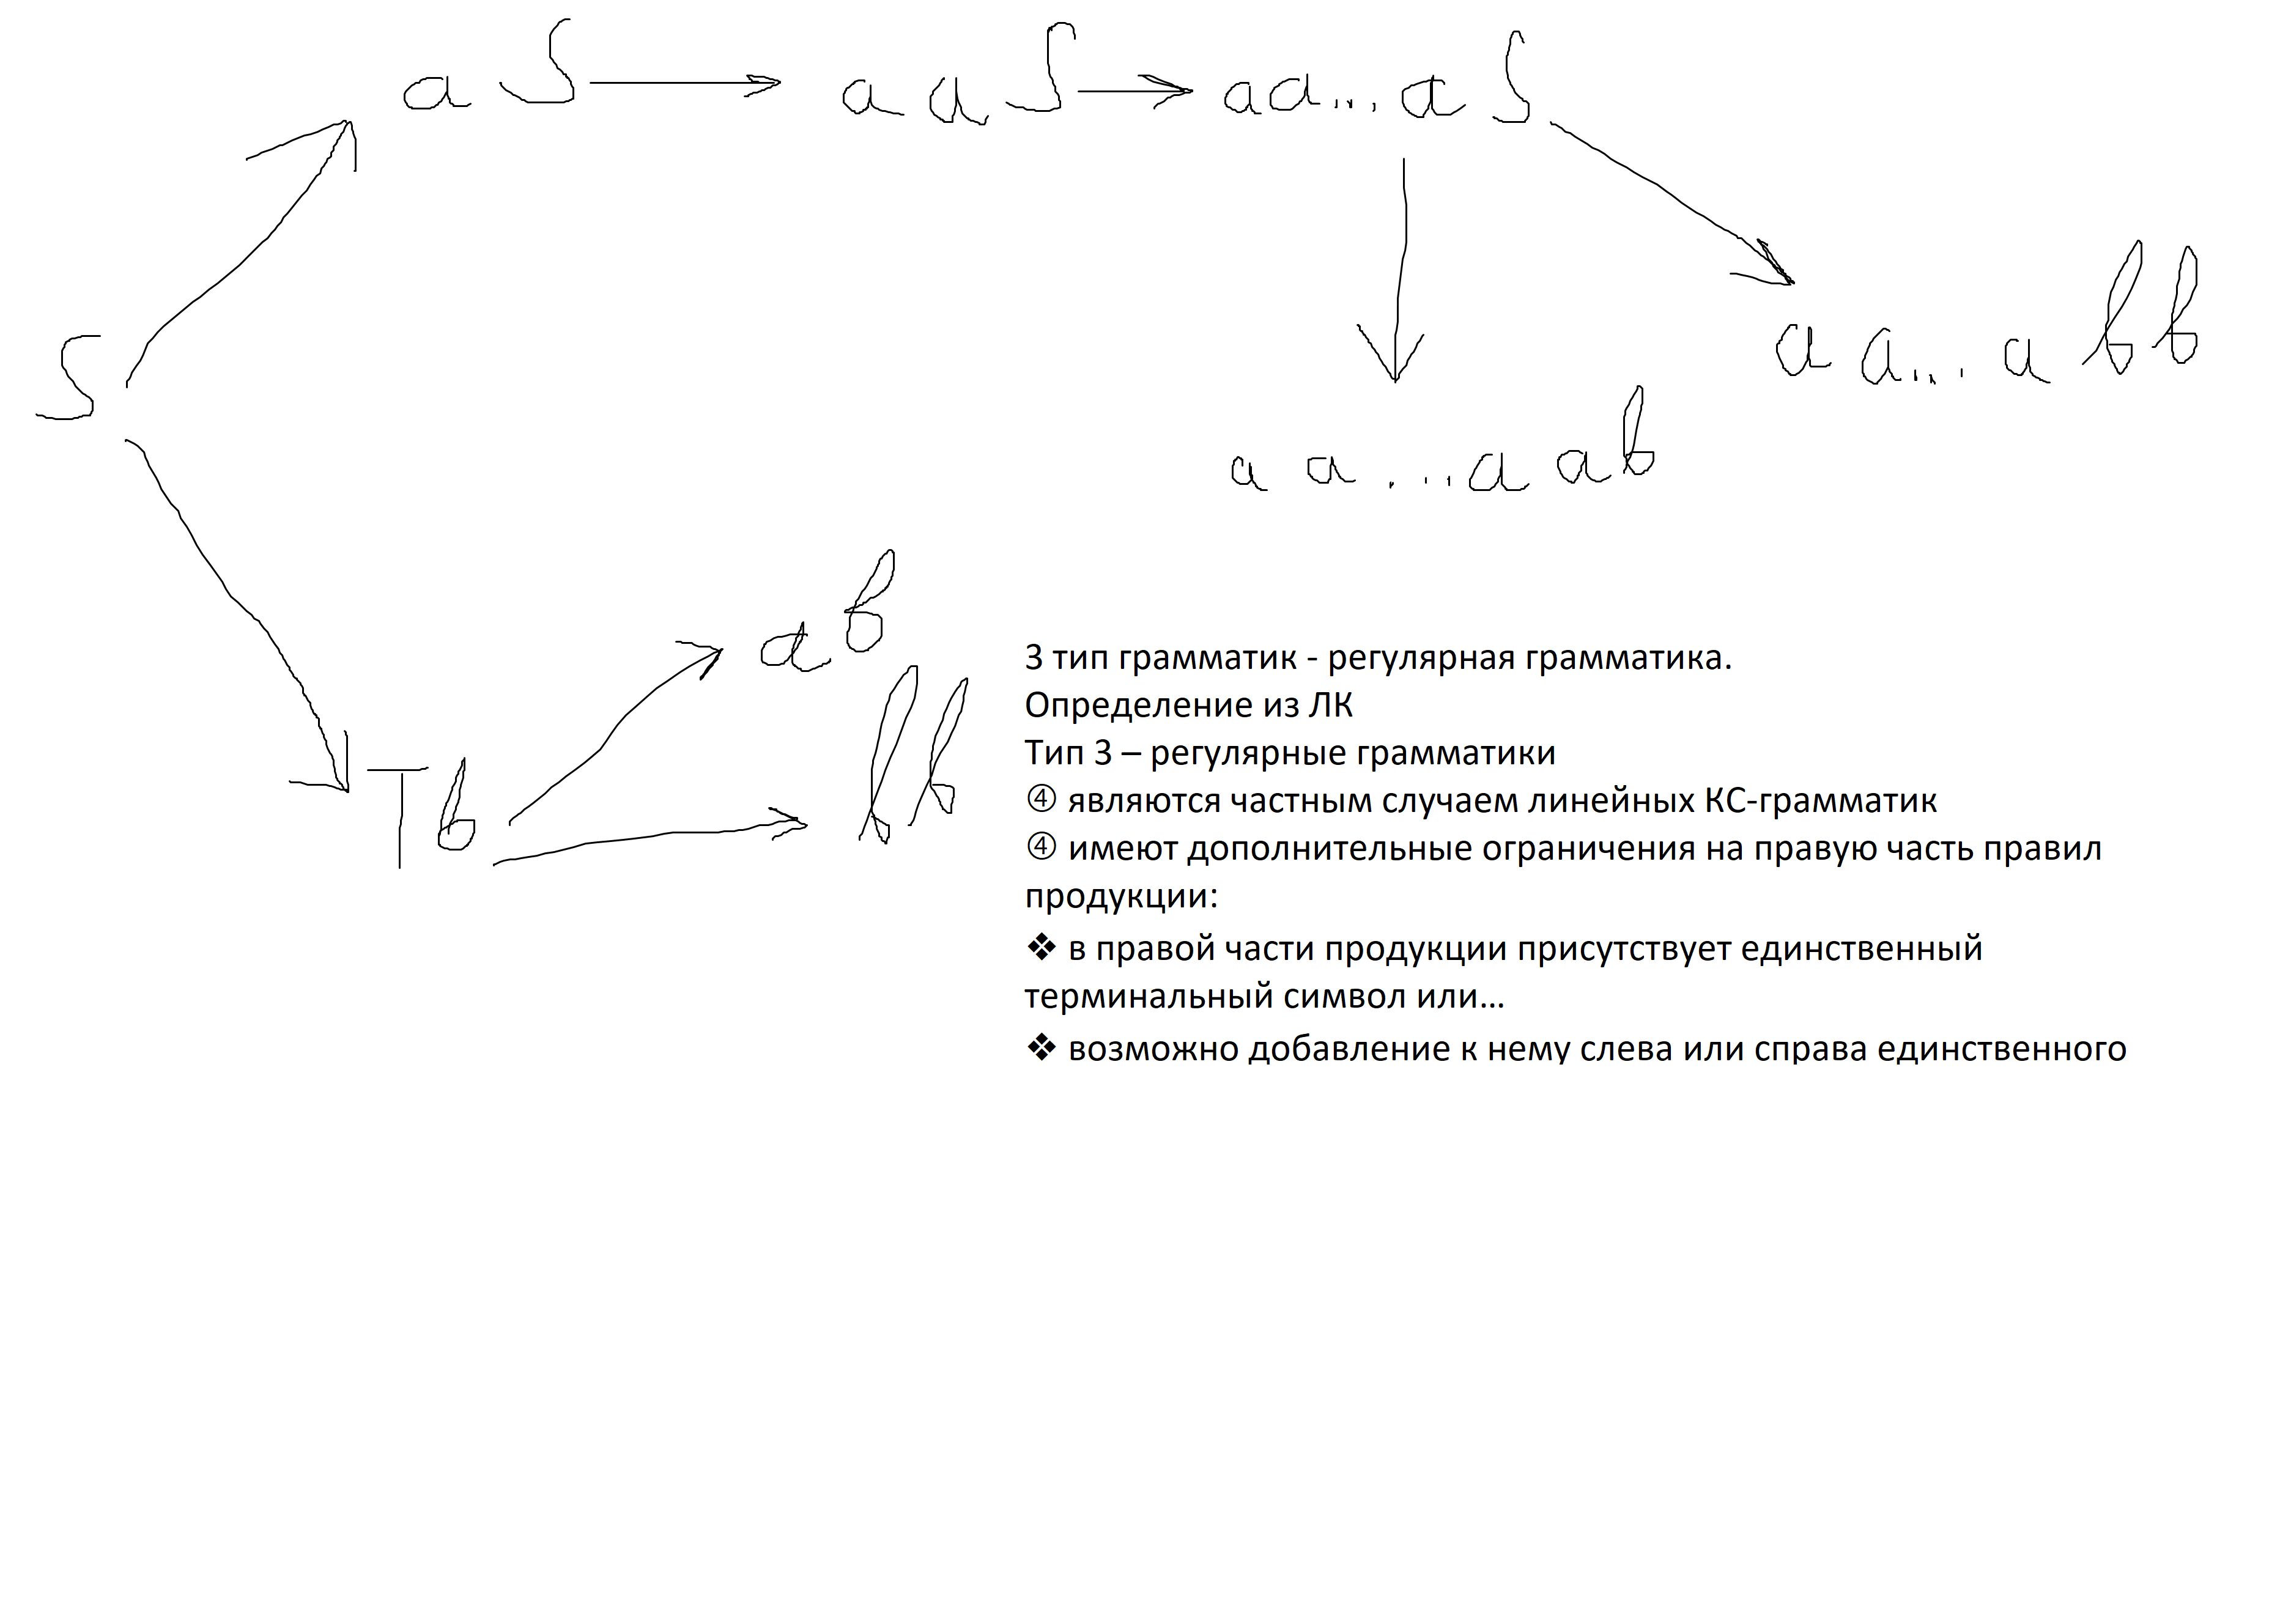 aS → aaS → aa...aS
S
aa...abb
aa...aab
ab
bb
Tb
3 тип грамматик - регулярная грамматика.
Определение из ЛК
Тип 3 – регулярные грамматики
④ являются частным случаем линейных КС-грамматик
④ имеют дополнительные ограничения на правую часть правил
продукции:
❖ в правой части продукции присутствует единственный
терминальный символ или...
❖ возможно добавление к нему слева или справа единственного